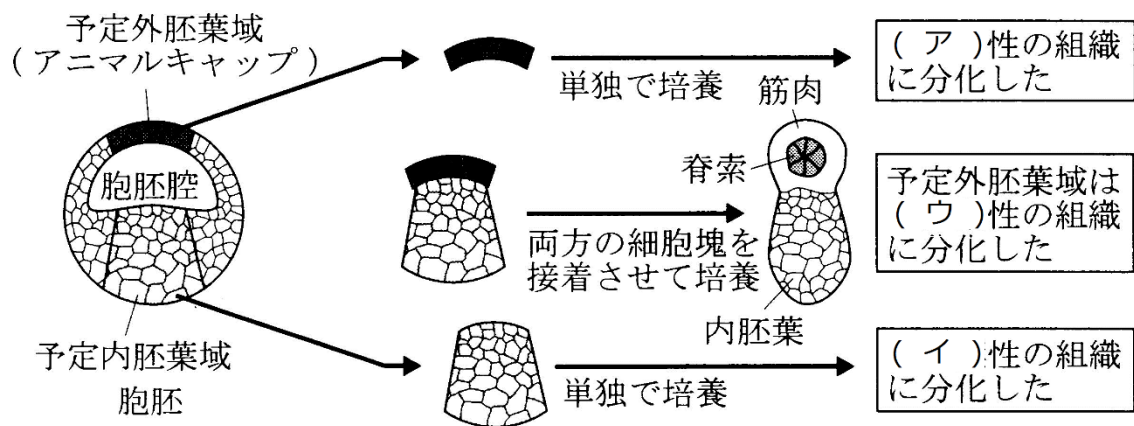 予定外胚葉域
（アニマルキャップ）
単独で培養
( ア )性の組織
に分化した
胞胚腔
筋肉
脊索
両方の細胞塊を
接着させて培養
内胚葉
予定外胚葉域は
( ウ )性の組織
に分化した
予定内胚葉域
胞胚
単独で培養
( イ )性の組織
に分化した